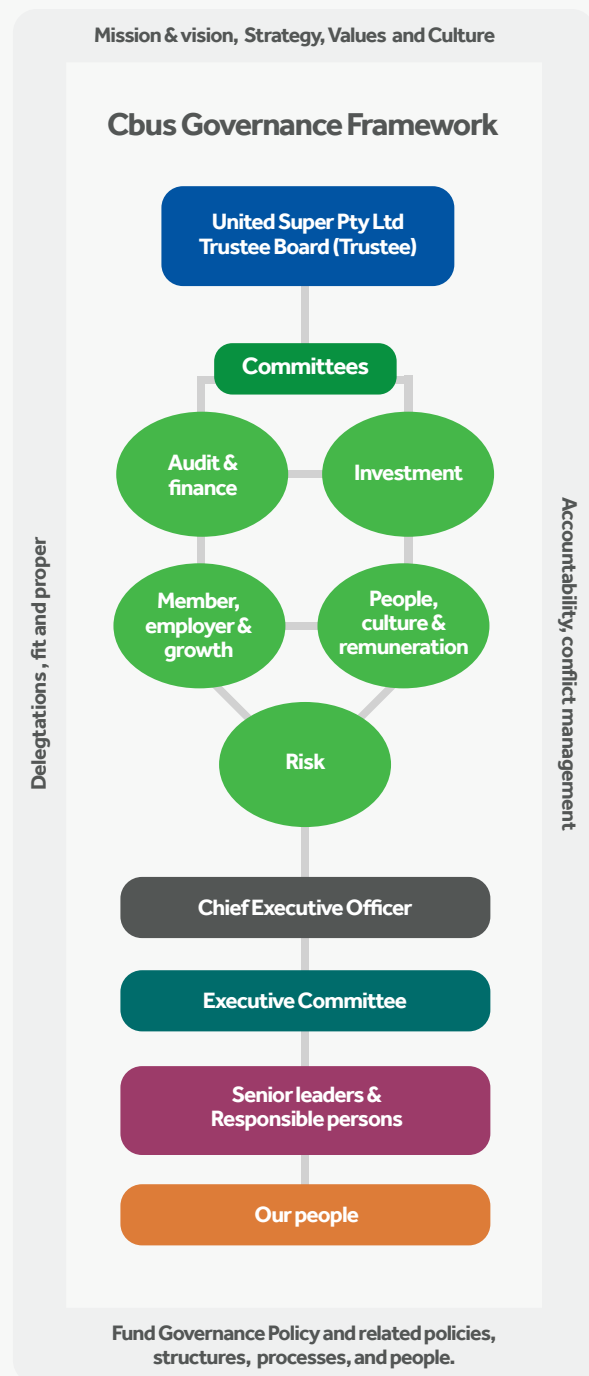 Mission & vision, Strategy, Values and Culture
Cbus Governance Framework
United Super Pty Ltd
Trustee Board (Trustee)
Committees
Audit &
finance
Investment
Member,
employer &
growth
People,
culture &
remuneration
Risk
Chief Executive Officer
Executive Committee
Senior leaders &
Responsible persons
Our people
Delegtations , fit and proper
Accountability, conflict management
Fund Governance Policy and related policies,
structures, processes, and people.